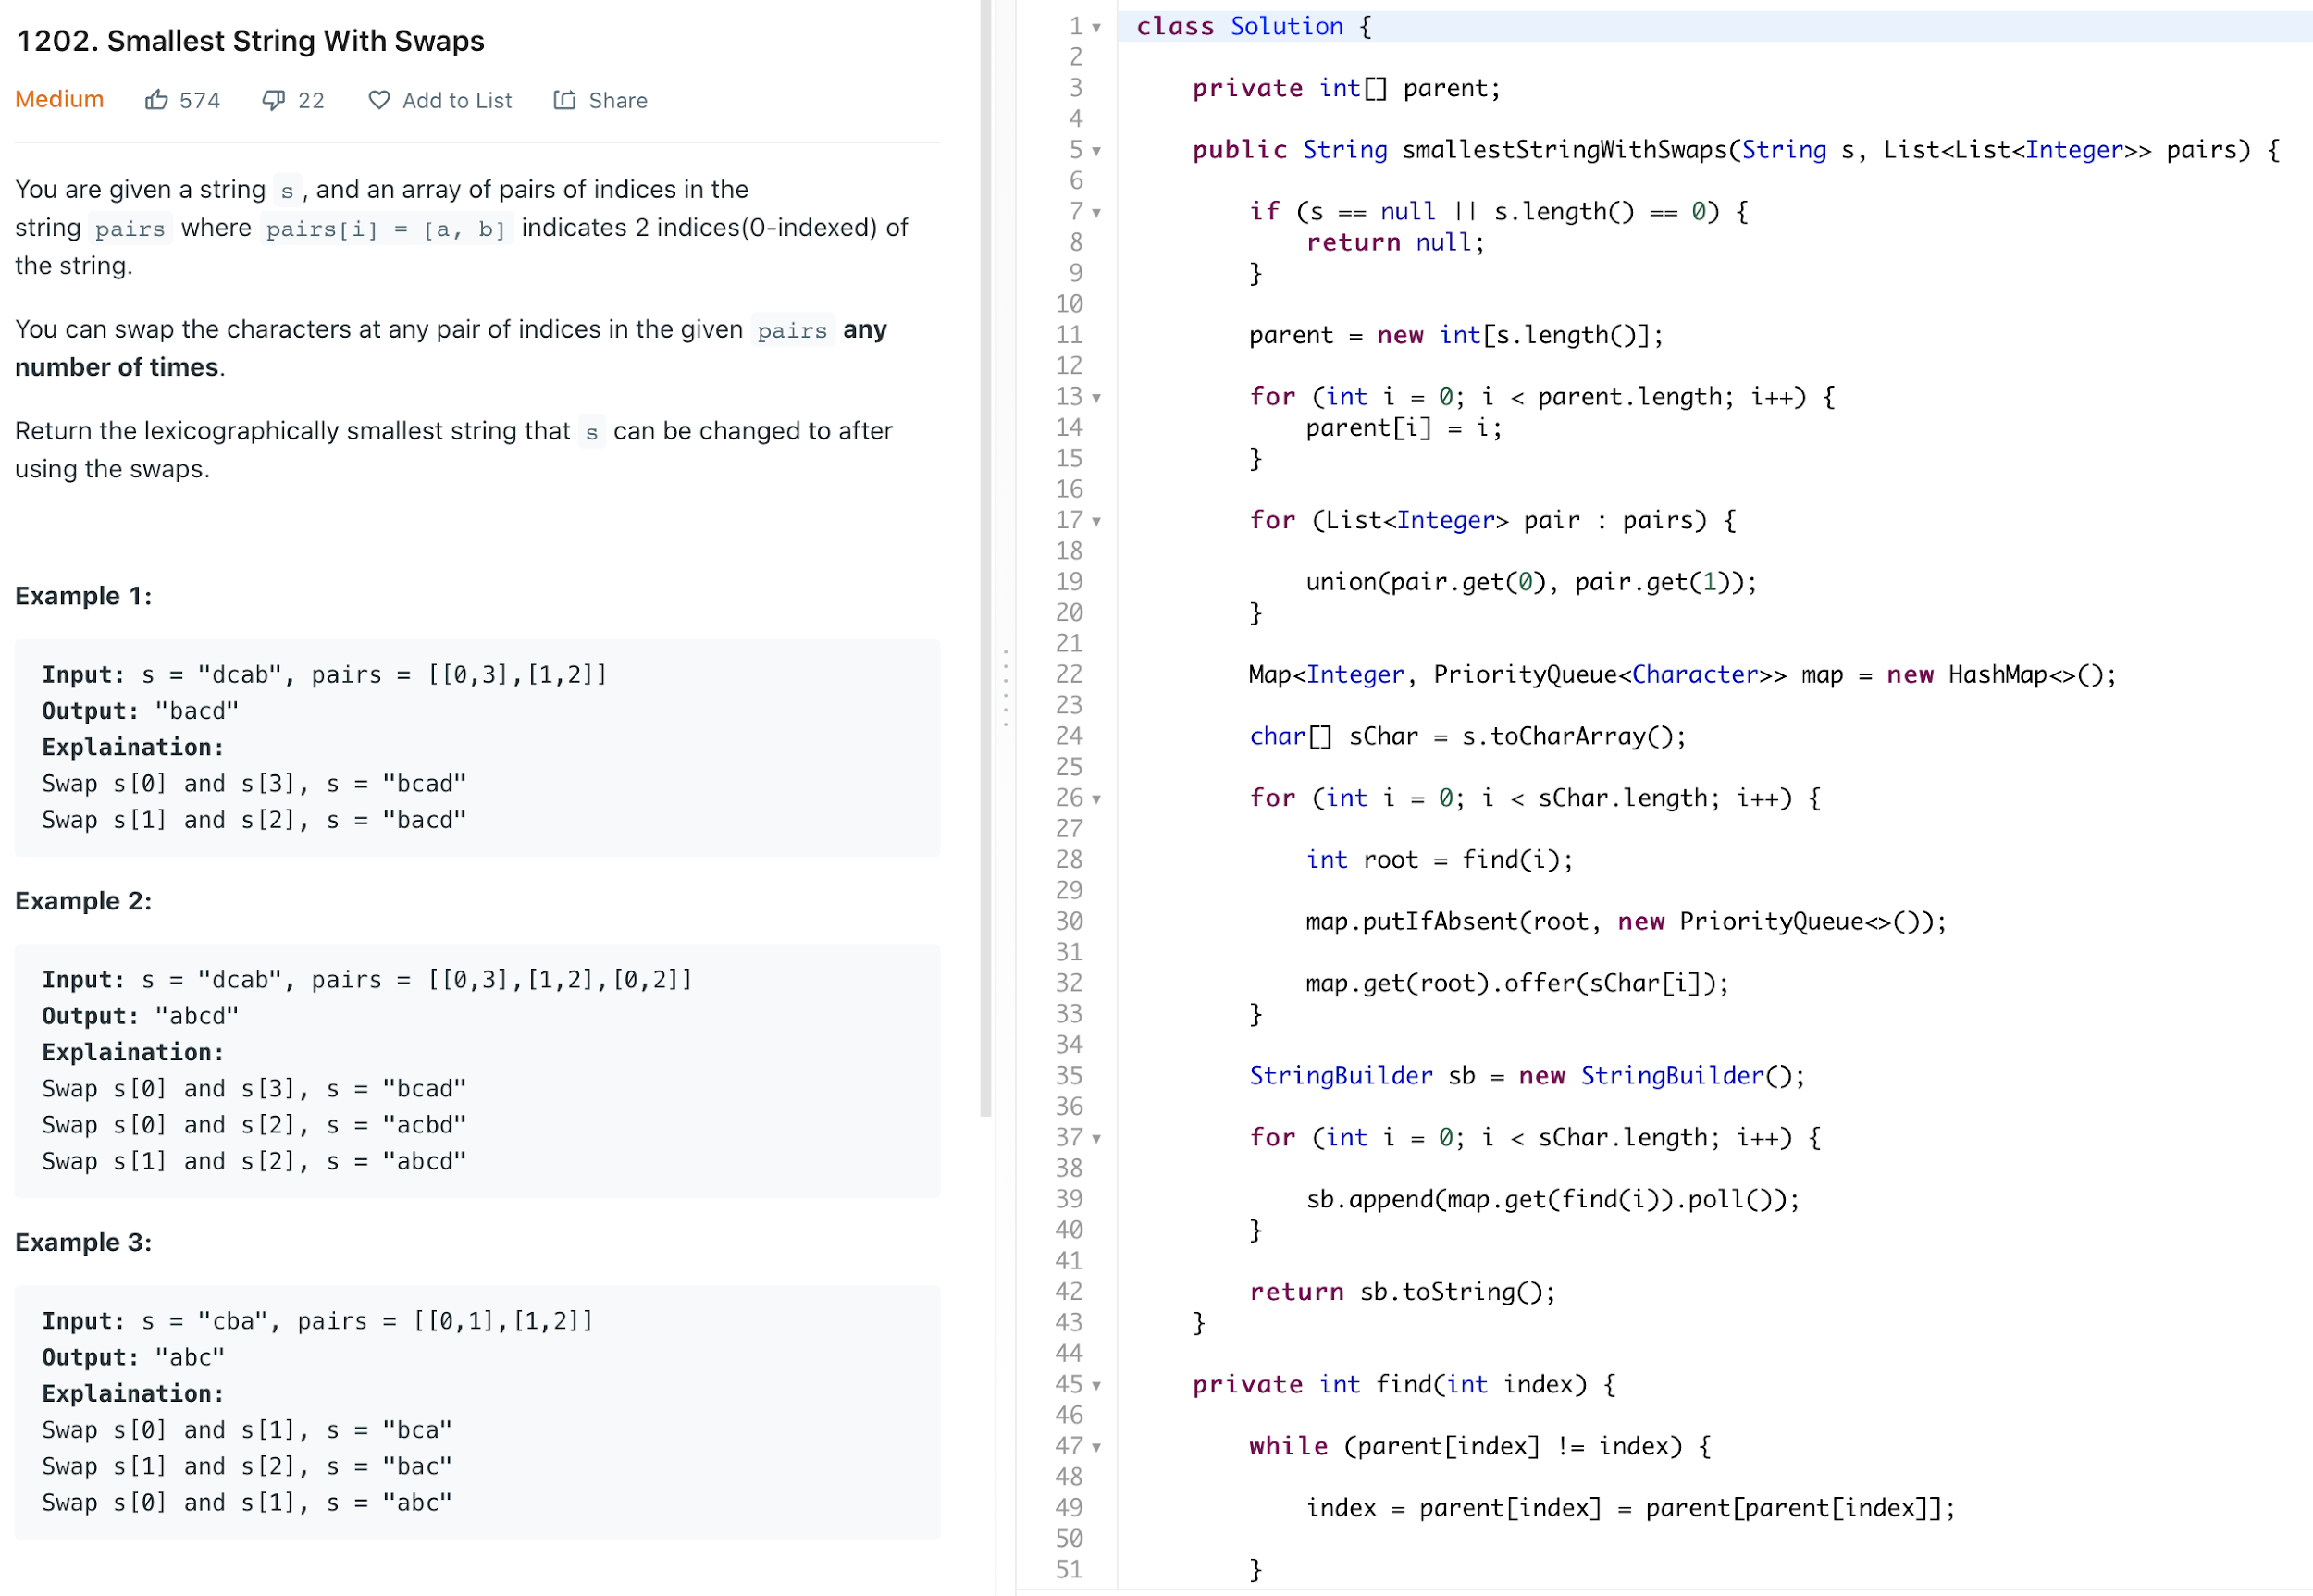 1202. Smallest String With Swaps
Medium 574 22 Add to List Share
You are given a string s , and an array of pairs of indices in the
string pairs where pairs[i] = [a, b] indicates 2 indices(0-indexed) of
the string.
You can swap the characters at any pair of indices in the given pairs any
number of times.
Return the lexicographically smallest string that s can be changed to after
using the swaps.
Example 1:
Input: s = "dcab", pairs = [[0,3],[1,2]]
Output: "bacd"
Explaination:
Swap s[0] and s[3], s = "bcad"
Swap s[1] and s[2], s = "bacd"
Example 2:
Input: s = "dcab", pairs = [[0,3],[1,2],[0,2]]
Output: "abcd"
Explaination:
Swap s[0] and s[3], s = "bcad"
Swap s[0] and s[2], s = "acbd"
Swap s[1] and s[2], s = "abcd"
Example 3:
Input: s = "cba", pairs = [[0,1],[1,2]]
Output: "abc"
Explaination:
Swap s[0] and s[1], s = "bca"
Swap s[1] and s[2], s = "bac"
Swap s[0] and s[1], s = "abc"
1 class Solution {
2
3 private int[] parent;
4
5 public String smallestStringWithSwaps(String s, List<List<Integer>> pairs) {
6
7 if (s == null || s.length() == 0) {
8 return null;
9 }
10
11 parent = new int[s.length()];
12
13 for (int i = 0; i < parent.length; i++) {
14 parent[i] = i;
15 }
16
17 for (List<Integer> pair : pairs) {
18
19 union(pair.get(0), pair.get(1));
20 }
21
22 Map<Integer, PriorityQueue<Character>> map = new HashMap<>();
23
24 char[] sChar = s.toCharArray();
25
26 for (int i = 0; i < sChar.length; i++) {
27
28 int root = find(i);
29
30 map.putIfAbsent(root, new PriorityQueue<>());
31
32 map.get(root).offer(sChar[i]);
33 }
34
35 StringBuilder sb = new StringBuilder();
36
37 for (int i = 0; i < sChar.length; i++) {
38
39 sb.append(map.get(find(i)).poll());
40 }
41
42 return sb.toString();
43 }
44
45 private int find(int index) {
46
47 while (parent[index] != index) {
48
49 index = parent[index] = parent[parent[index]];
50
51 }